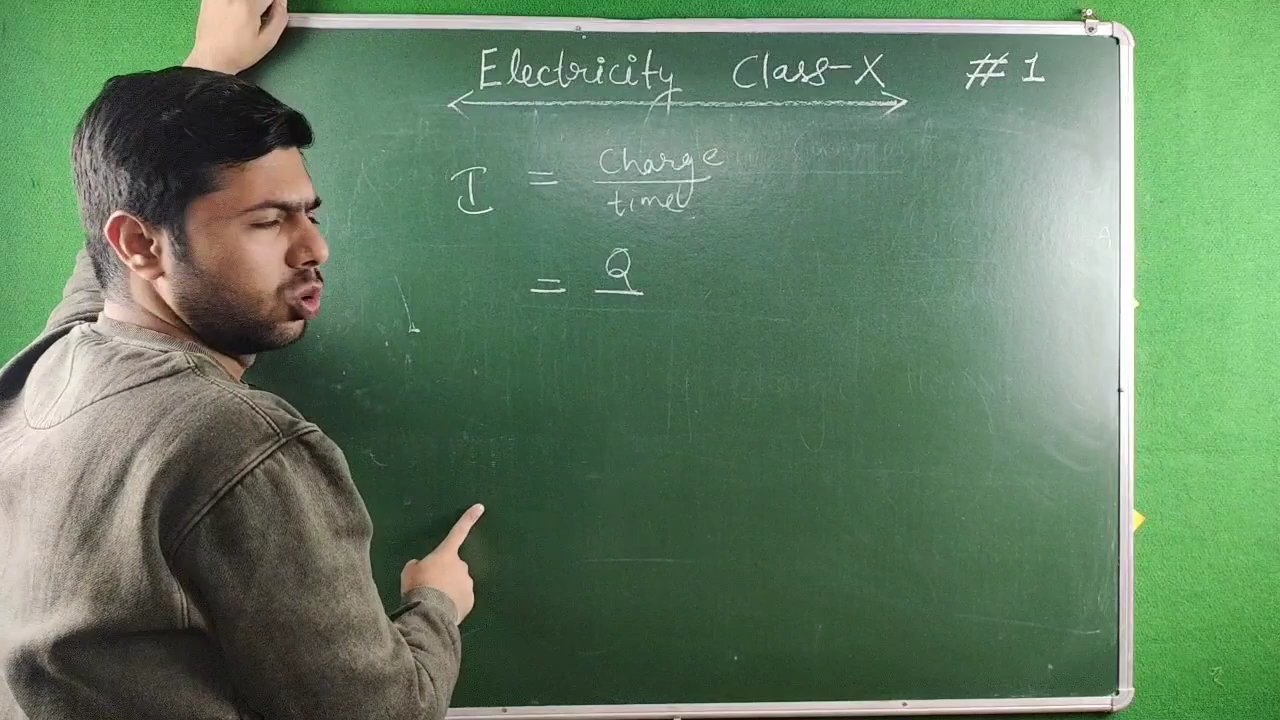 Electricity Class-X #1
I = charge / time
= Q